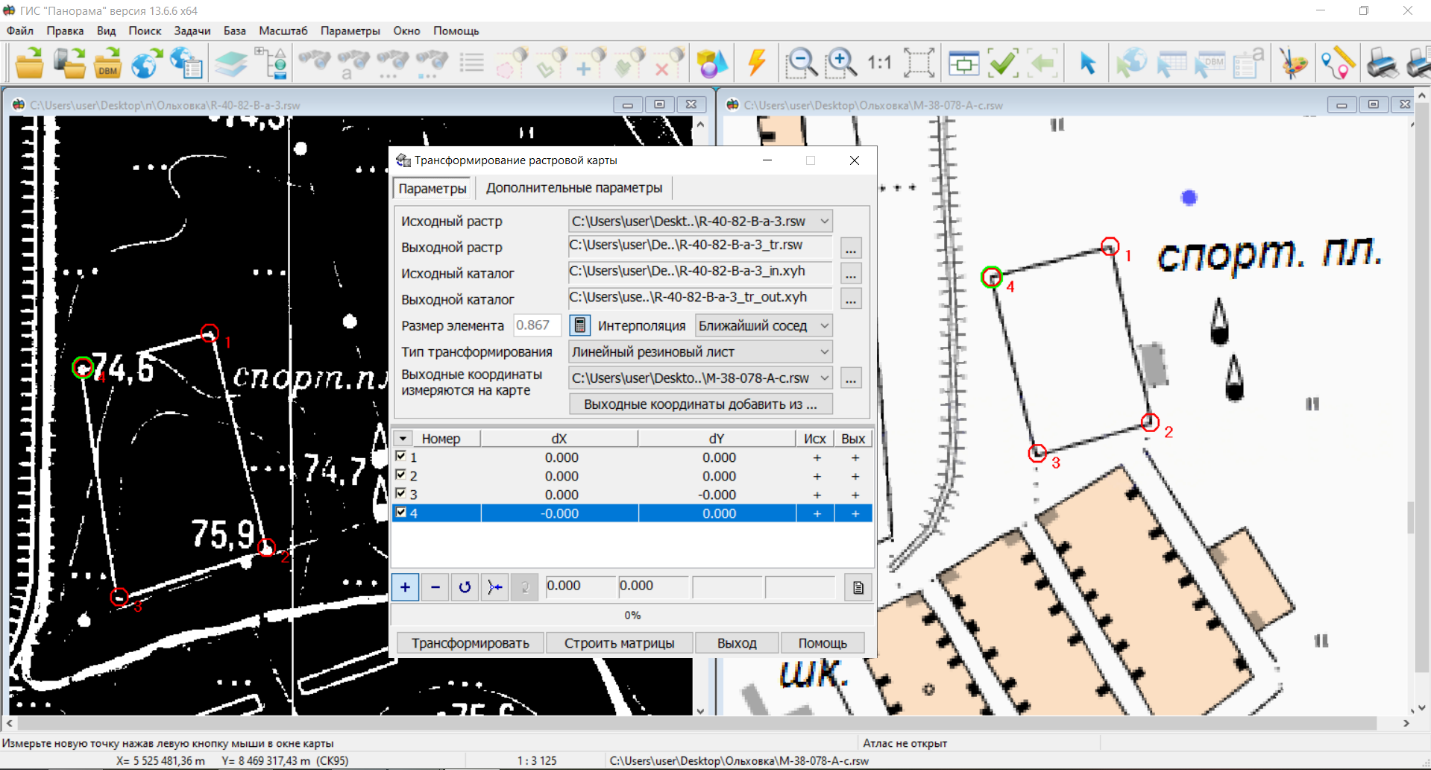 ГИС "Панорама" версия 13.6.6 x64
Файл Правка Вид Поиск Задачи База Масштаб Параметры Окно Помощь
DBM a 1:1 DBM a
C:\Users\user\Desktop\n\Ольховка\R-40-82-В-а-3.rsw
C:\Users\user\Desktop\Ольховка\M-38-078-A-c.rsw
74,6
1
4
спорт.пл
74,7
75,9
2
3
75,6
Трансформирование растровой карты
Параметры Дополнительные параметры
Исходный растр C:\Users\user\Deskt..\R-40-82-В-а-3.rsw
Выходной растр C:\Users\user\De..\R-40-82-В-а-3_tr.rsw ...
Исходный каталог C:\Users\user\De..\R-40-82-В-а-3_in.xyh ...
Выходной каталог C:\Users\use..\R-40-82-В-а-3_tr_out.xyh ...
Размер элемента 0.867 Интерполяция Ближайший сосед
Тип трансформирования Линейный резиновый лист
Выходные координаты
измеряются на карте C:\Users\user\Deskto..\M-38-078-A-c.rsw ...
Выходные координаты добавить из ...
Номер dX dY Исх Вых
1 0.000 0.000 + +
2 0.000 0.000 + +
3 0.000 -0.000 + +
4 -0.000 0.000 + +
+ - 2 0.000 0.000
0%
Трансформировать Строить матрицы Выход Помощь
1
спорт. пл.
4
2
3
шк.
Измерьте новую точку нажав левую кнопку мыши в окне карты Атлас не открыт
X= 5 525 481,36 m Y= 8 469 317,43 m (СК95) 1 : 3 125 C:\Users\user\Desktop\Ольховка\M-38-078-A-c.rsw